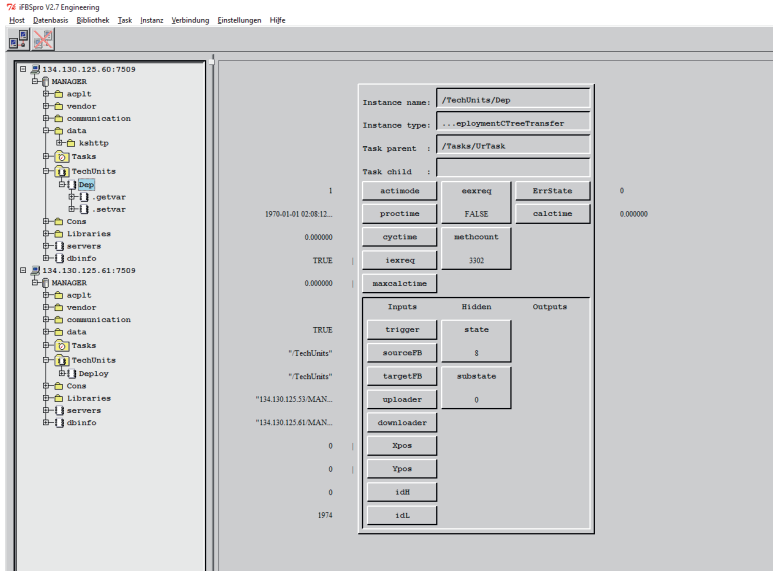 iFBSpro V2.7 Engineering
Host Datenbasis Bibliothek Task Instanz Verbindung Einstellungen Hilfe
134.130.125.60:7509
MANAGER
acplt
vendor
communication
data
kshttp
Tasks
TechUnits
Dep
.getvar
.setvar
Cons
Libraries
servers
dbinfo
134.130.125.61:7509
MANAGER
acplt
vendor
communication
data
Tasks
TechUnits
Deploy
Cons
Libraries
servers
dbinfo
Instance name: /TechUnits/Dep
Instance type: ...eploymentCTreeTransfer
Task parent : /Tasks/UrTask
Task child :
1 actimode eexreq ErrState 0
1970-01-01 02:08:12... proctime FALSE calctime 0.000000
0.000000 cyctime methcount
TRUE | iexreq 3302
0.000000 | maxcalctime
Inputs Hidden Outputs
TRUE trigger state
"/TechUnits" sourceFB 8
"/TechUnits" targetFB substate
"134.130.125.53/MAN... uploader 0
"134.130.125.61/MAN... downloader
0 | Xpos
0 | Ypos
0 idH
1974 idL